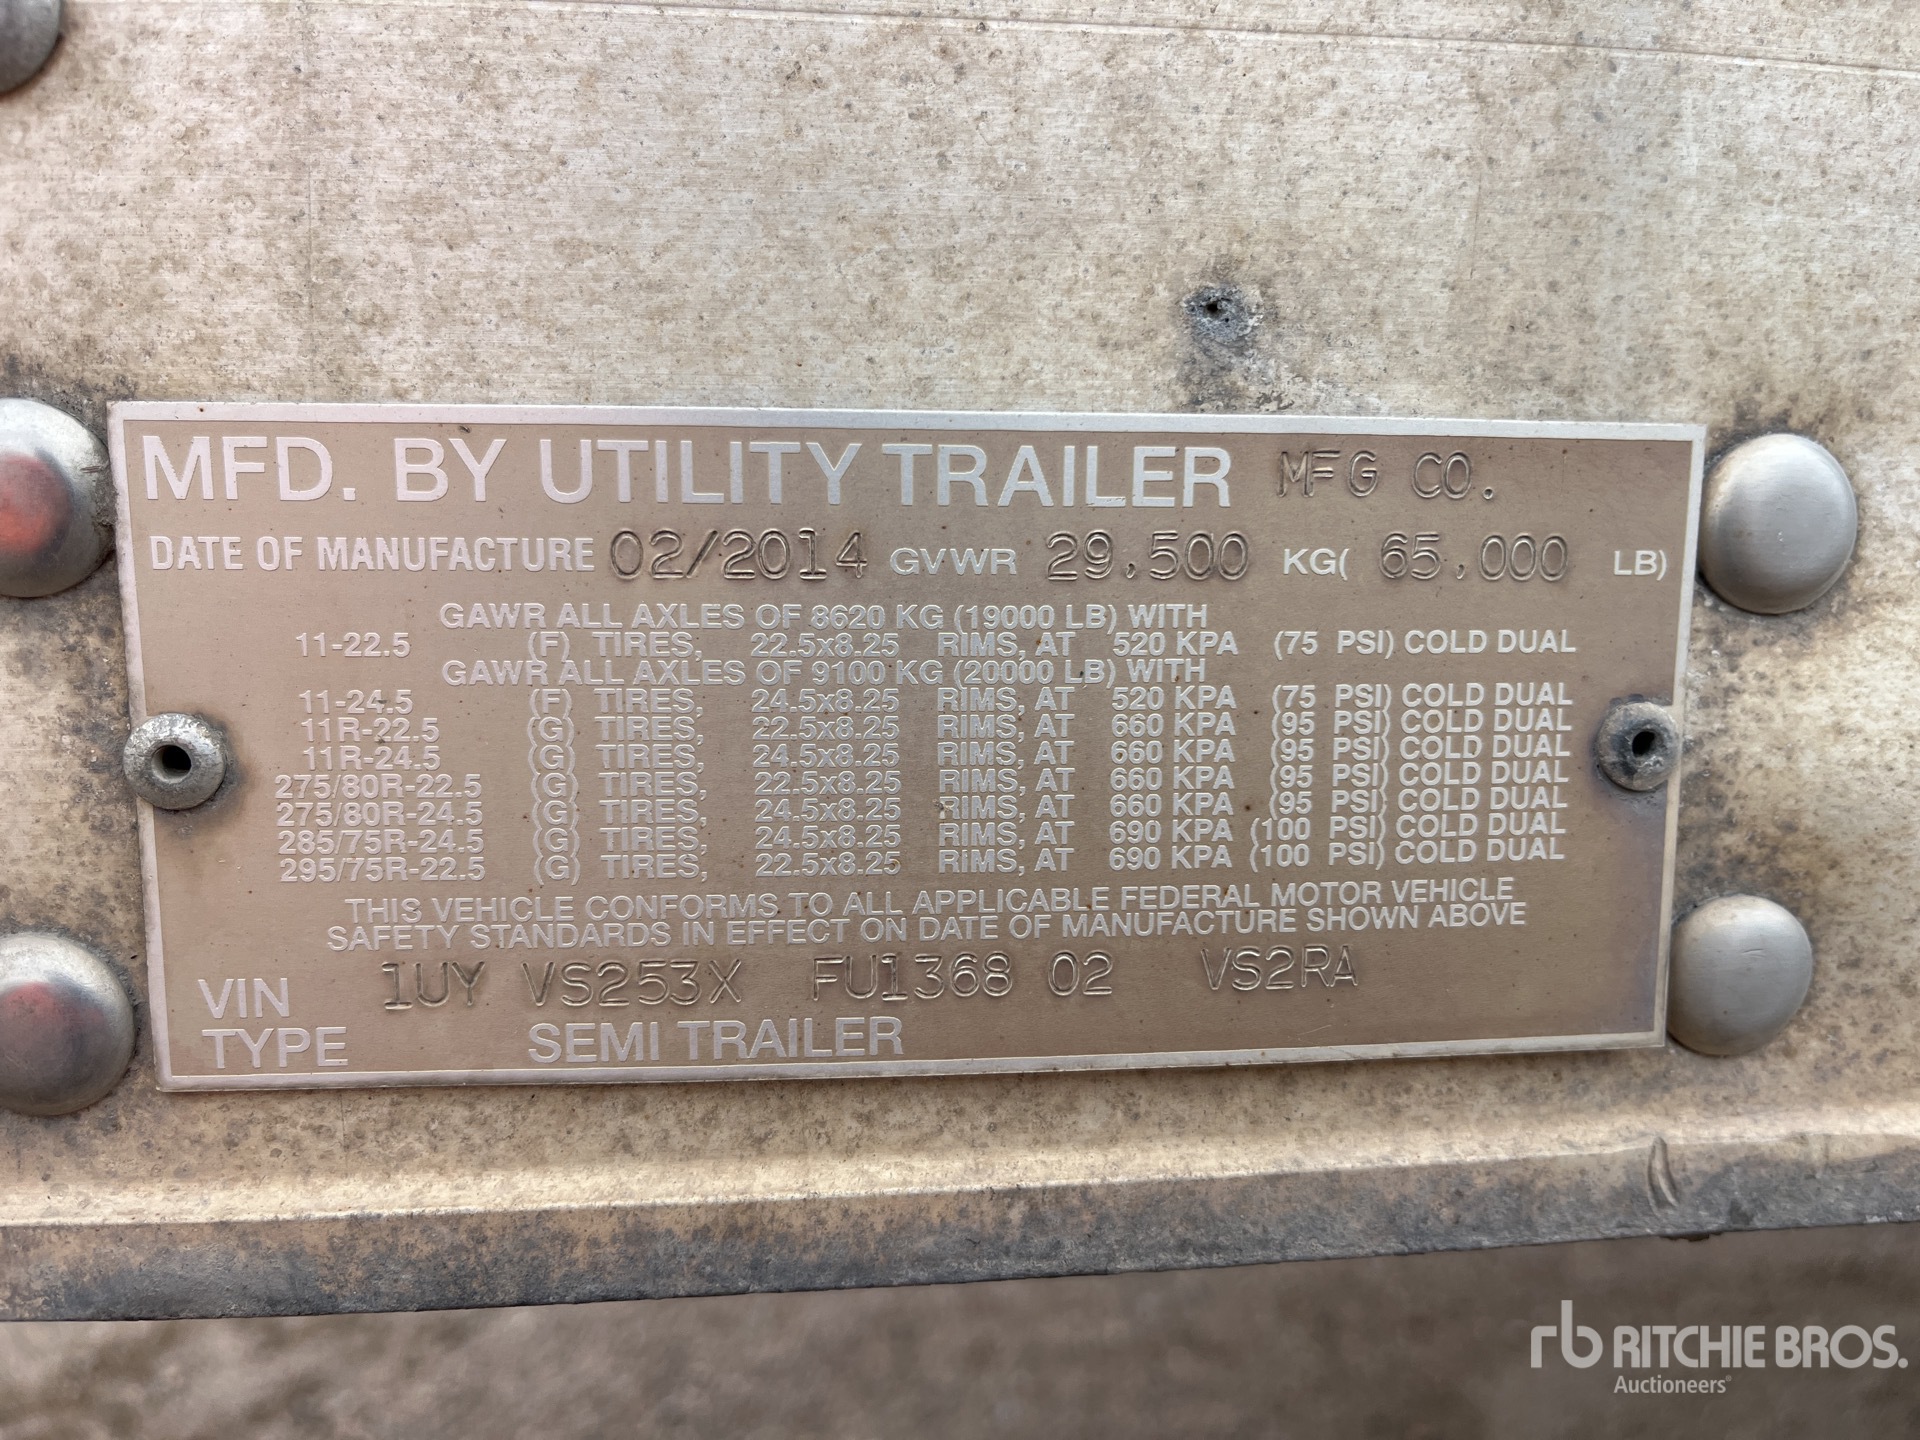 MFD. BY UTILITY TRAILER MFG CO.
DATE OF MANUFACTURE 02/2014 GVWR 29,500 KG( 65,000 LB)
GAWR ALL AXLES OF 8620 KG (19000 LB) WITH
11-22.5 (F) TIRES, 22.5x8.25 RIMS, AT 520 KPA (75 PSI) COLD DUAL
GAWR ALL AXLES OF 9100 KG (20000 LB) WITH
11-24.5 (F) TIRES, 24.5x8.25 RIMS, AT 520 KPA (75 PSI) COLD DUAL
11R-22.5 (G) TIRES, 22.5x8.25 RIMS, AT 660 KPA (95 PSI) COLD DUAL
11R-24.5 (G) TIRES, 24.5x8.25 RIMS, AT 660 KPA (95 PSI) COLD DUAL
275/80R-22.5 (G) TIRES, 22.5x8.25 RIMS, AT 660 KPA (95 PSI) COLD DUAL
275/80R-24.5 (G) TIRES, 24.5x8.25 RIMS, AT 660 KPA (95 PSI) COLD DUAL
285/75R-24.5 (G) TIRES, 24.5x8.25 RIMS, AT 690 KPA (100 PSI) COLD DUAL
295/75R-22.5 (G) TIRES, 22.5x8.25 RIMS, AT 690 KPA (100 PSI) COLD DUAL
THIS VEHICLE CONFORMS TO ALL APPLICABLE FEDERAL MOTOR VEHICLE
SAFETY STANDARDS IN EFFECT ON DATE OF MANUFACTURE SHOWN ABOVE
VIN 1UY VS253X FU1368 02 VS2RA
TYPE SEMI TRAILER
rb RITCHIE BROS.
Auctioneers